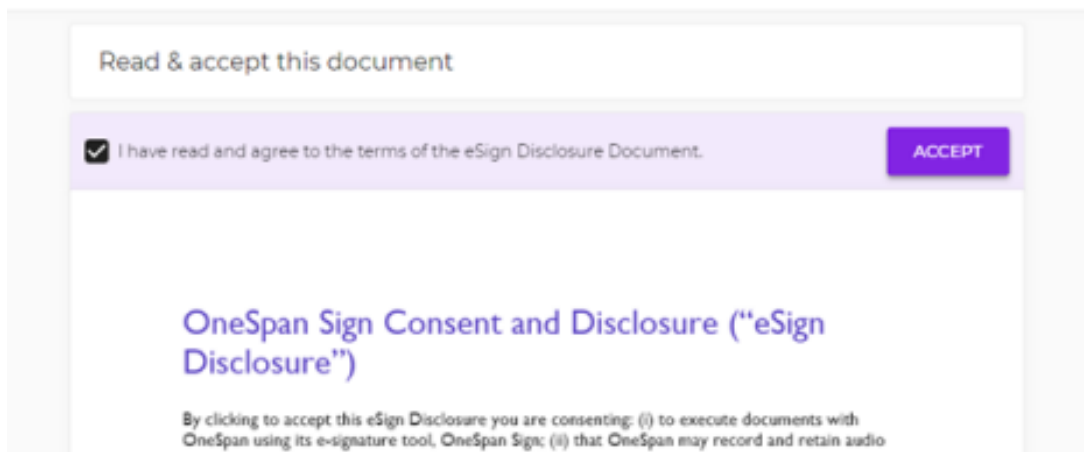 Read & accept this document
I have read and agree to the terms of the eSign Disclosure Document.
ACCEPT
OneSpan Sign Consent and Disclosure (“eSign
Disclosure”)
By clicking to accept this eSign Disclosure you are consenting: (i) to execute documents with
OneSpan using its e-signature tool, OneSpan Sign; (ii) that OneSpan may record and retain audio